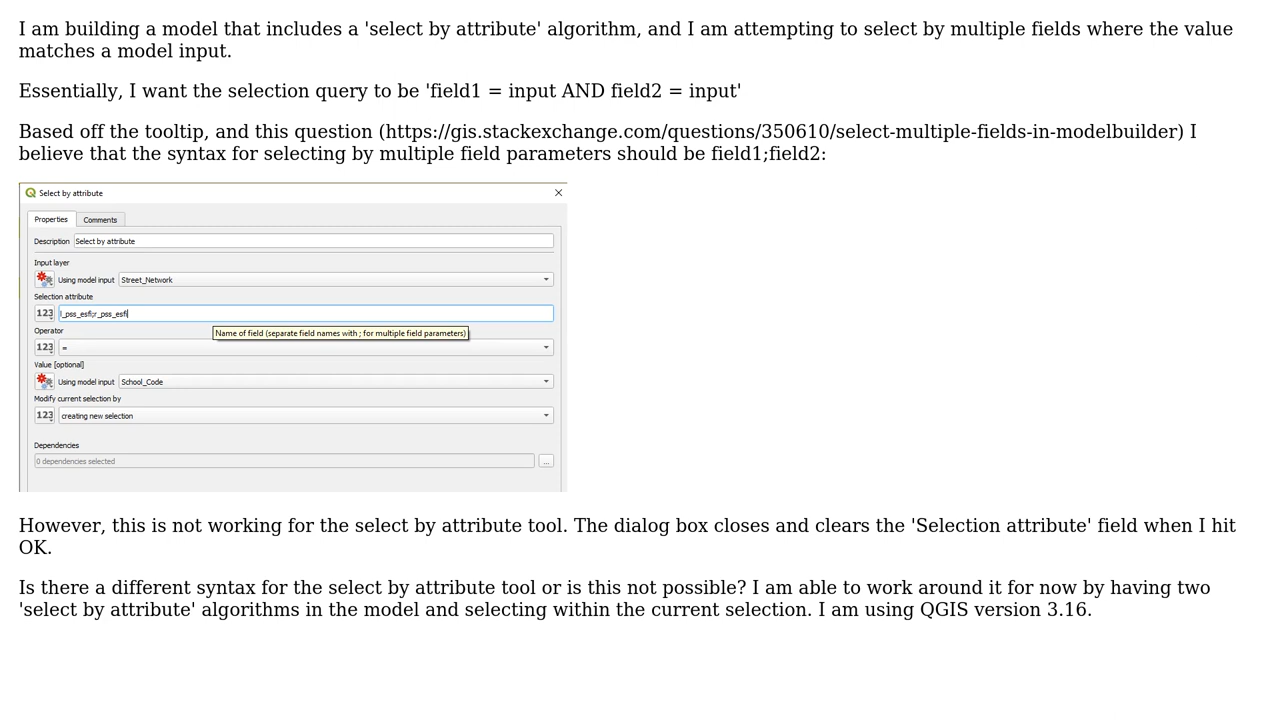 I am building a model that includes a 'select by attribute' algorithm, and I am attempting to select by multiple fields where the value
matches a model input.
Essentially, I want the selection query to be 'field1 = input AND field2 = input'
Based off the tooltip, and this question (https://gis.stackexchange.com/questions/350610/select-multiple-fields-in-modelbuilder) I
believe that the syntax for selecting by multiple field parameters should be field1;field2:
Select by attribute
Properties Comments
Description Select by attribute
Input layer
Using model input Street_Network
Selection attribute
123 l_pss_esfl;r_pss_esfl
Name of field (separate field names with ; for multiple field parameters)
Operator
123 =
Value [optional]
Using model input School_Code
Modify current selection by
123 creating new selection
Dependencies
0 dependencies selected ...
However, this is not working for the select by attribute tool. The dialog box closes and clears the 'Selection attribute' field when I hit
OK.
Is there a different syntax for the select by attribute tool or is this not possible? I am able to work around it for now by having two
'select by attribute' algorithms in the model and selecting within the current selection. I am using QGIS version 3.16.